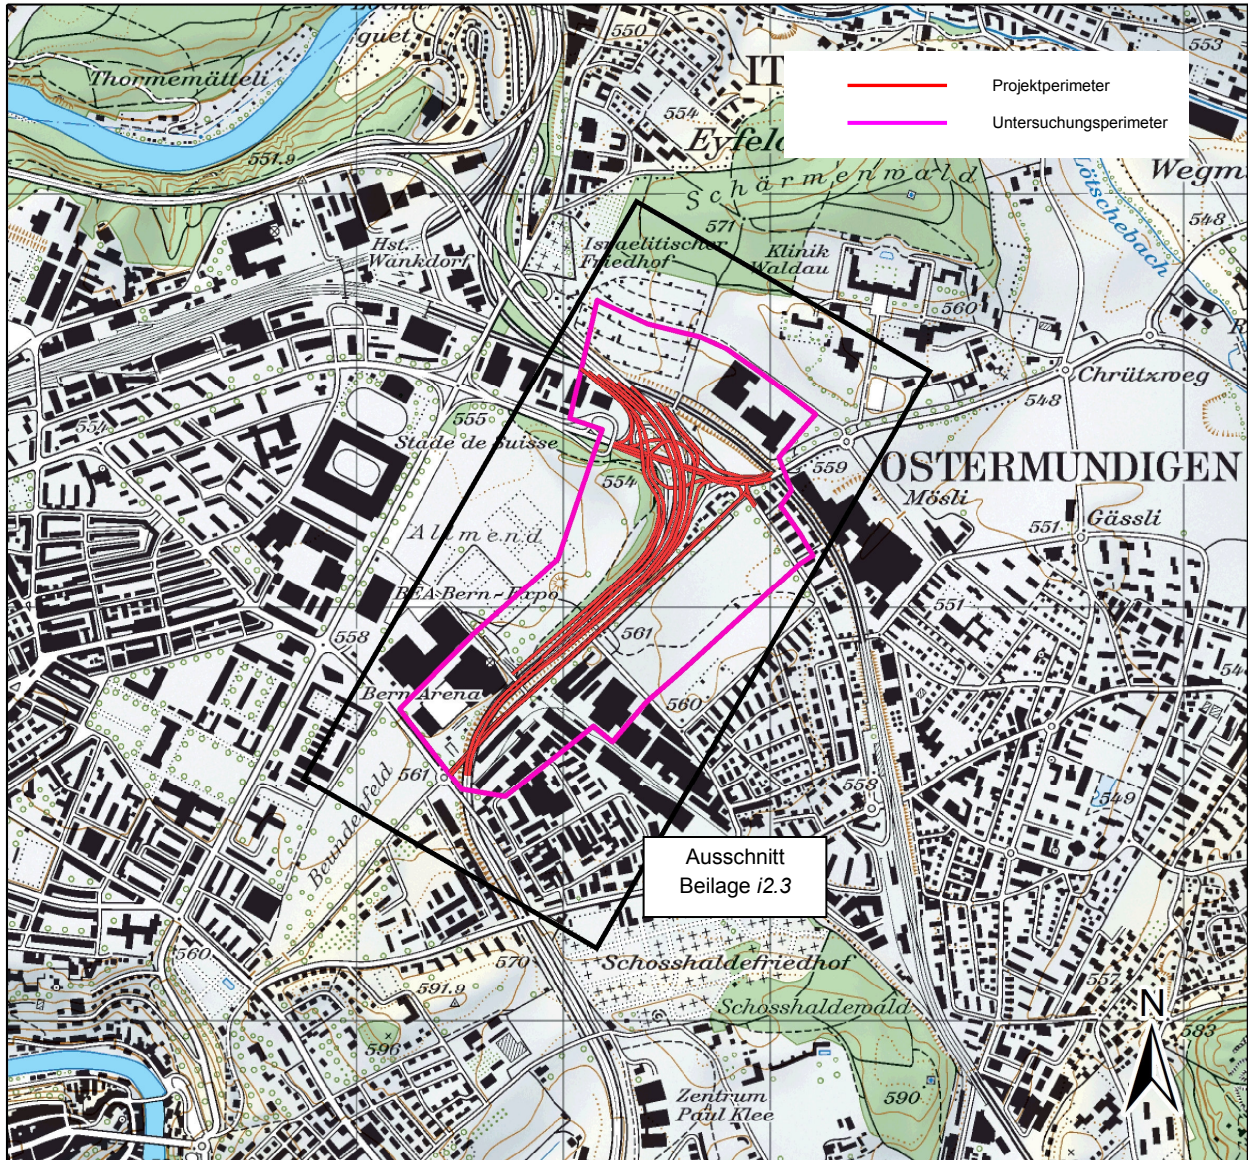 550
553
Thormemätteli
551.9
554
IT
Projektperimeter
Untersuchungsperimeter
Schärmenwald
571
Lötschebach
548
Hst.
Wankdorf
Israelitischer
Friedhof
Klinik
Waldau
560
Chrützweg
548
555
554
Stade de Suisse
554
559
OSTERMUNDIGEN
Mösli
551
Gässli
Allmend
BEA Bern-Expo
551
558
561
Bern Arena
560
561
Beundenfeld
558
549
Ausschnitt
Beilage i2.3
560
570
Schosshaldefriedhof
591.9
Schosshaldewald
557
N
583
596
590
Zentrum
Paul Klee